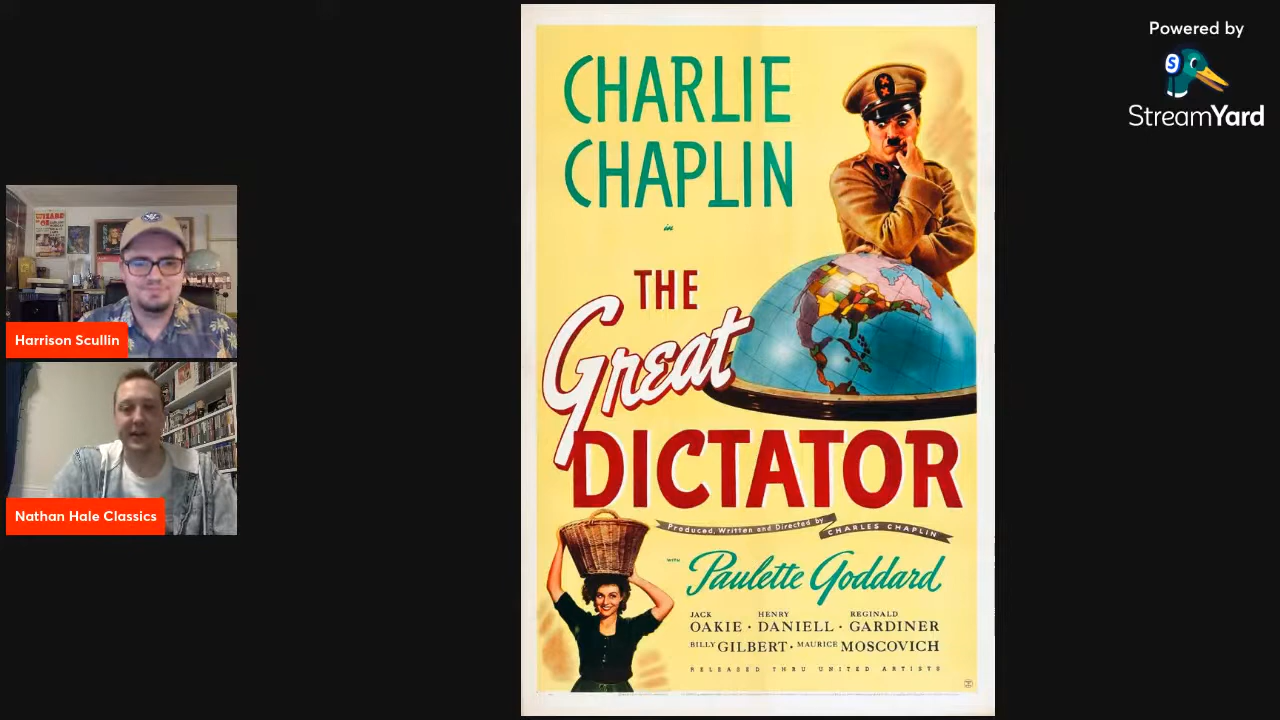 Powered by
StreamYard
Harrison Scullin
Nathan Hale Classics
CHARLIE
CHAPLIN
in
THE
Great
DICTATOR
Produced, Written and Directed by
CHARLES CHAPLIN
WITH
Paulette Goddard
JACK HENRY REGINALD
OAKIE · DANIELL · GARDINER
BILLY GILBERT · MAURICE MOSCOVICH
RELEASED THRU UNITED ARTISTS
WIZARD